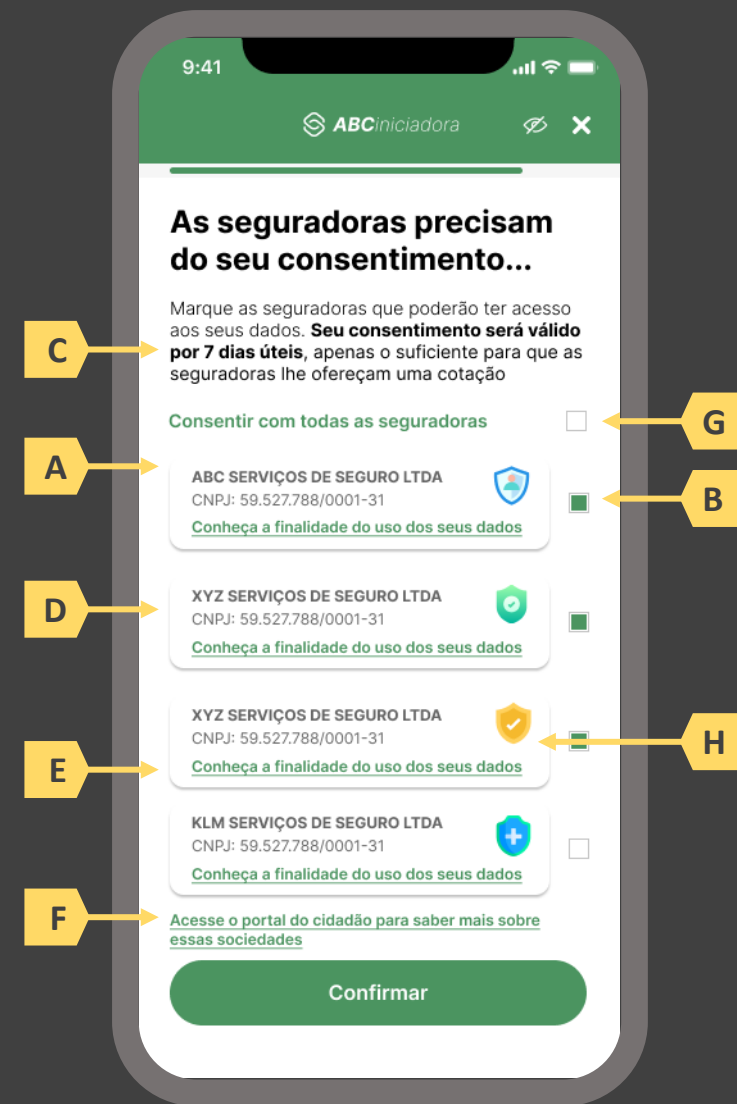 9:41
ABCiniciadora
As seguradoras precisam
do seu consentimento...
Marque as seguradoras que poderão ter acesso
aos seus dados. Seu consentimento será válido
por 7 dias úteis, apenas o suficiente para que as
seguradoras lhe ofereçam uma cotação
C
Consentir com todas as seguradoras
G
A
ABC SERVIÇOS DE SEGURO LTDA
CNPJ: 59.527.788/0001-31
Conheça a finalidade do uso dos seus dados
B
D
XYZ SERVIÇOS DE SEGURO LTDA
CNPJ: 59.527.788/0001-31
Conheça a finalidade do uso dos seus dados
XYZ SERVIÇOS DE SEGURO LTDA
CNPJ: 59.527.788/0001-31
Conheça a finalidade do uso dos seus dados
H
E
KLM SERVIÇOS DE SEGURO LTDA
CNPJ: 59.527.788/0001-31
Conheça a finalidade do uso dos seus dados
F
Acesse o portal do cidadão para saber mais sobre
essas sociedades
Confirmar